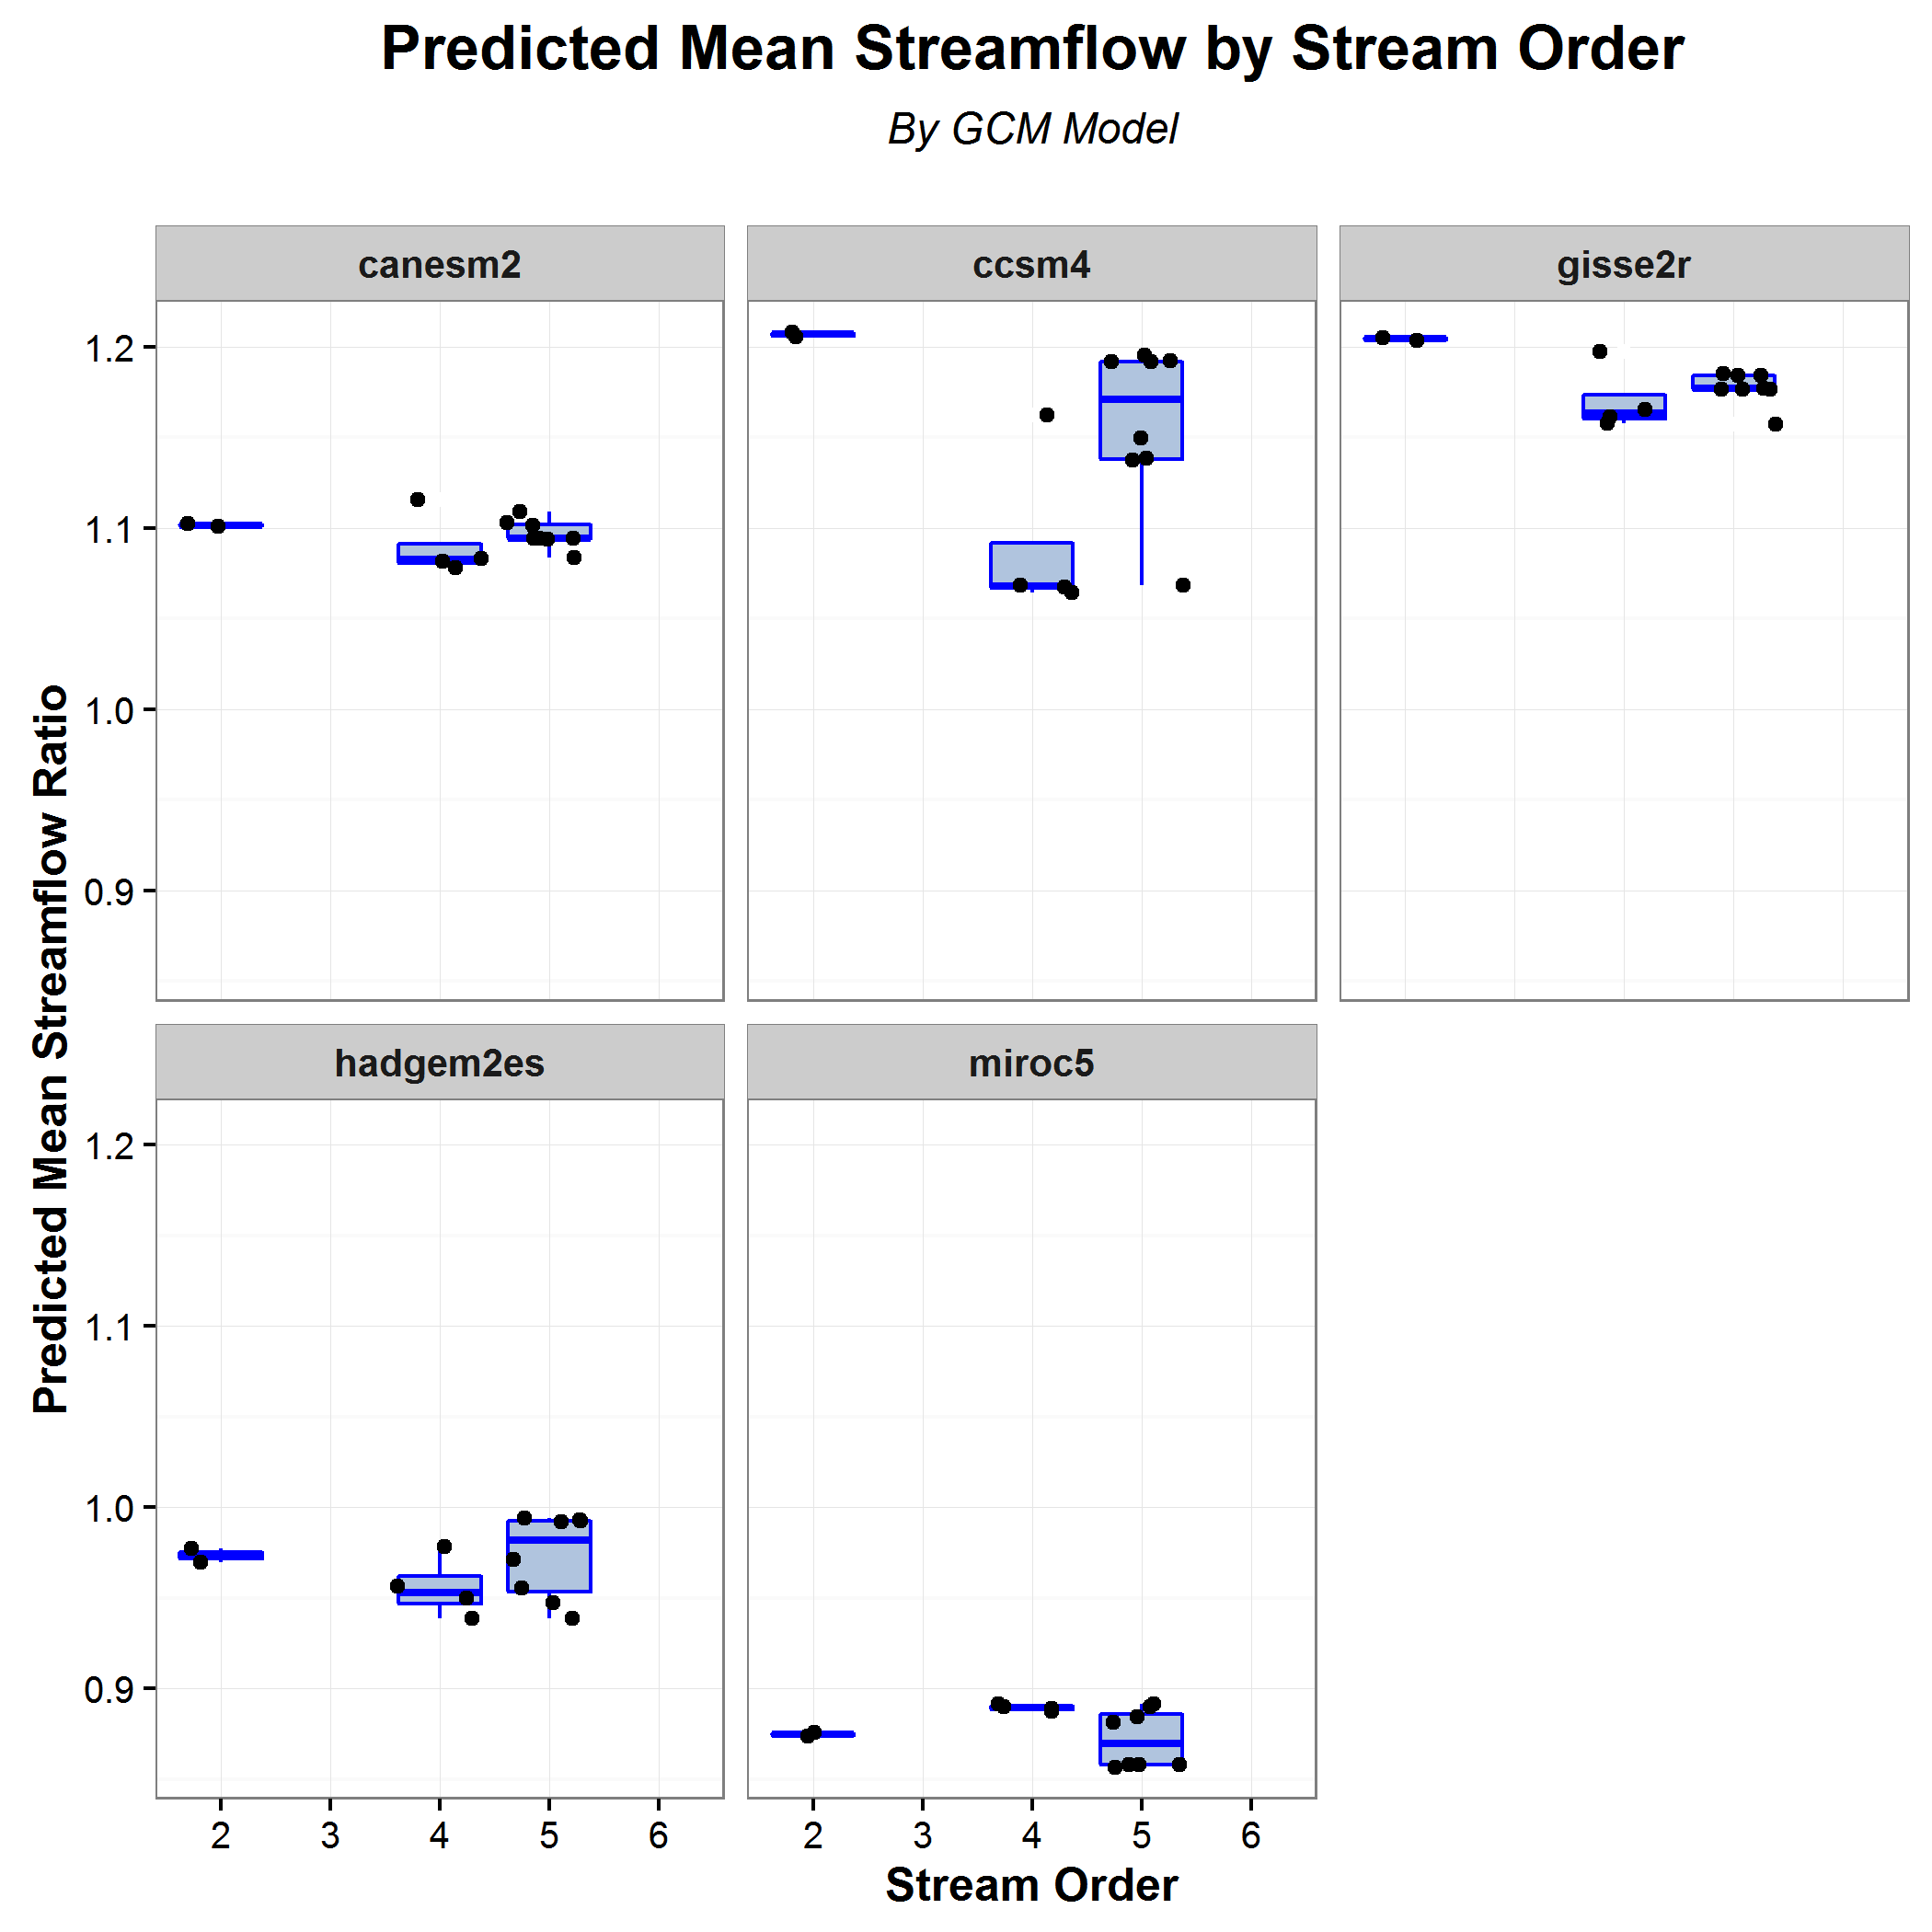 Predicted Mean Streamflow by Stream Order
By GCM Model
canesm2
ccsm4
gisse2r
1.2
1.1
1.0
0.9
Predicted Mean Streamflow Ratio
hadgem2es
miroc5
1.2
1.1
1.0
0.9
2 3 4 5 6
2 3 4 5 6
Stream Order